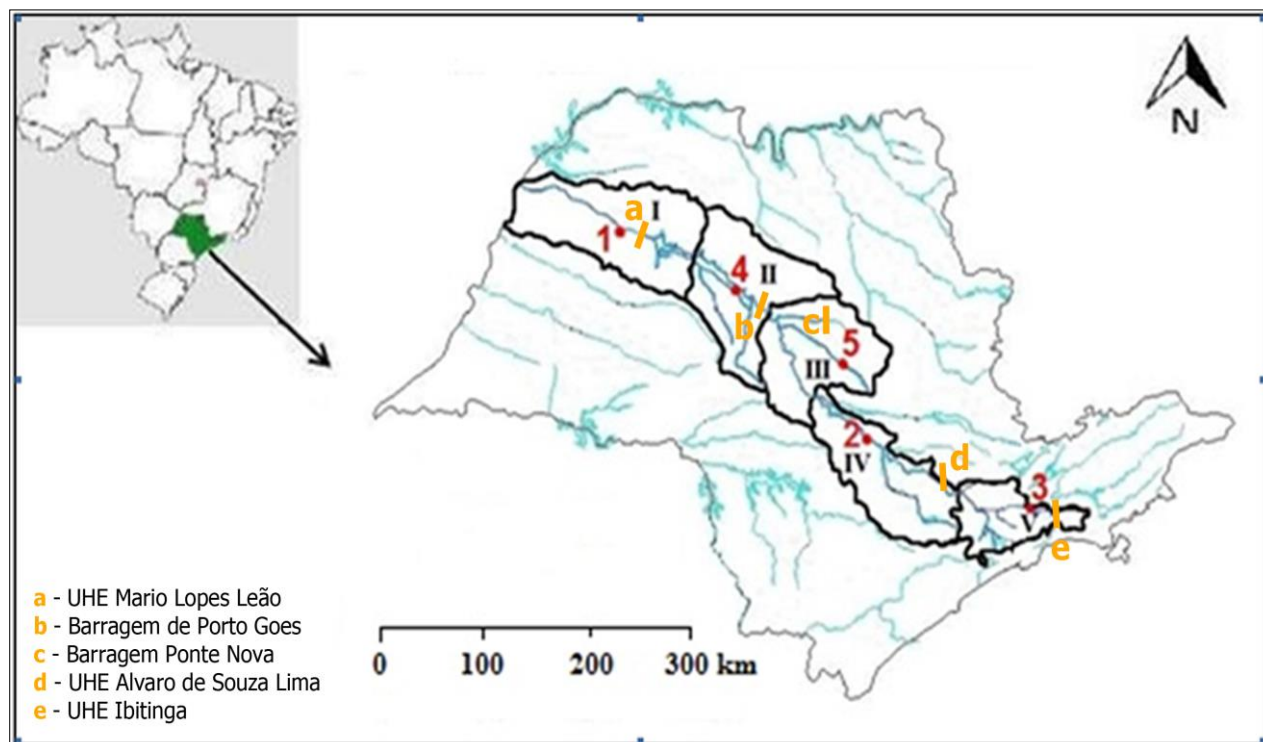 N
a
I
1
4
II
b
c
5
III
2
IV
d
3
V
e
a - UHE Mario Lopes Leão
b - Barragem de Porto Goes
c - Barragem Ponte Nova
d - UHE Alvaro de Souza Lima
e - UHE Ibitinga
0 100 200 300 km